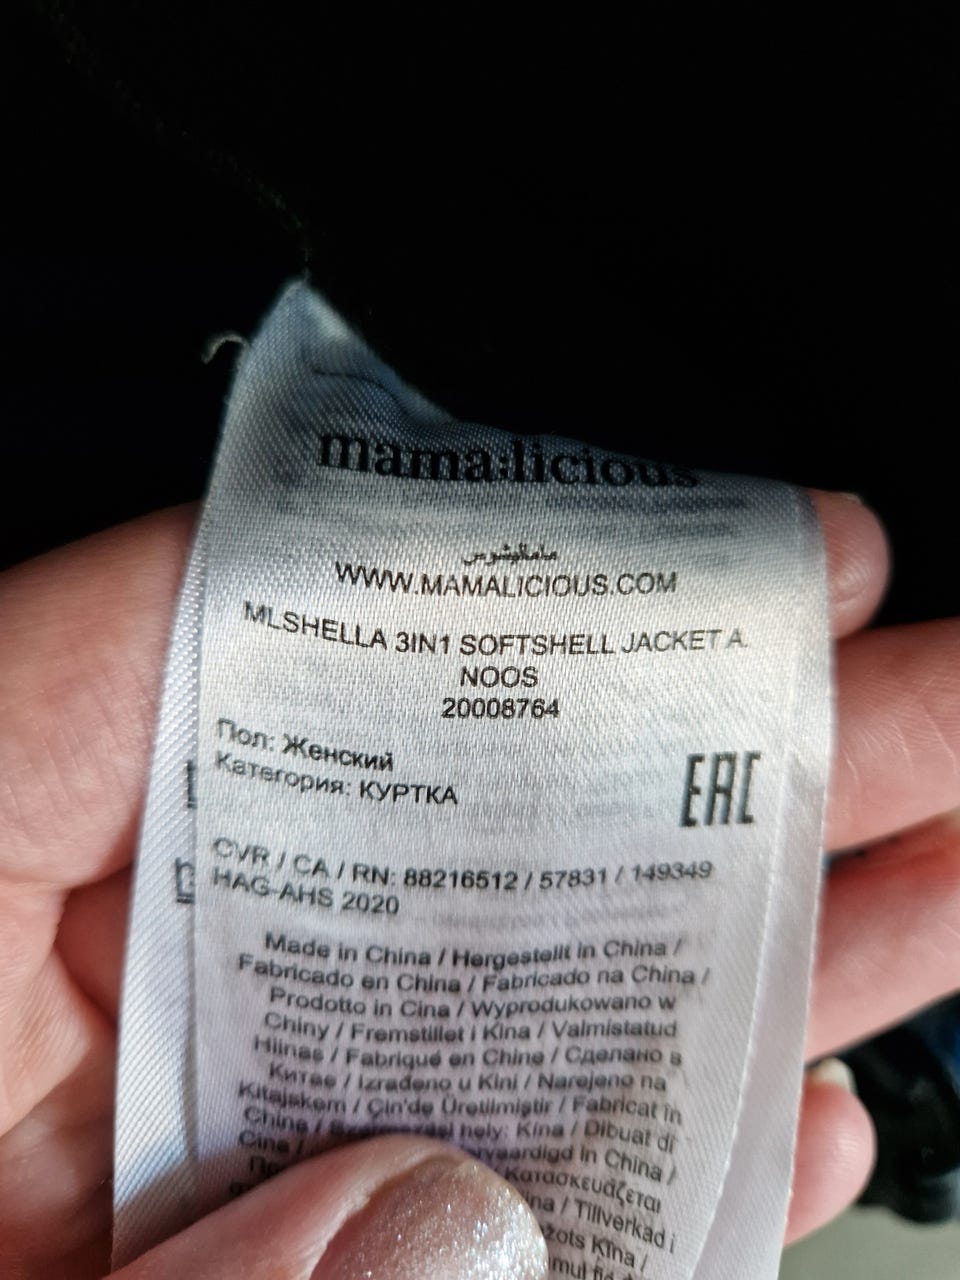 mama:licious
ماماليشوس
WWW.MAMALICIOUS.COM
MLSHELLA 3IN1 SOFTSHELL JACKET A.
NOOS
20008764
Пол: Женский
Категория: КУРТКА
EAC
CVR / CA / RN: 88216512 / 57831 / 149349
HAG-AHS 2020
Made in China / Hergestellt in China /
Fabricado en China / Fabricado na China /
Prodotto in Cina / Wyprodukowano w
Chiny / Fremstillet i Kina / Valmistatud
Hiinas / Fabriqué en Chine / Сделано в
Китае / Izrađeno u Kini / Narejeno na
Kitajskem / Çin'de Üretilmiştir / Fabricat în
China / hely: Kína / Dibuat di
Cina / in China /
Κατασκευάζεται
/ Tillverkad i
Ķīna /